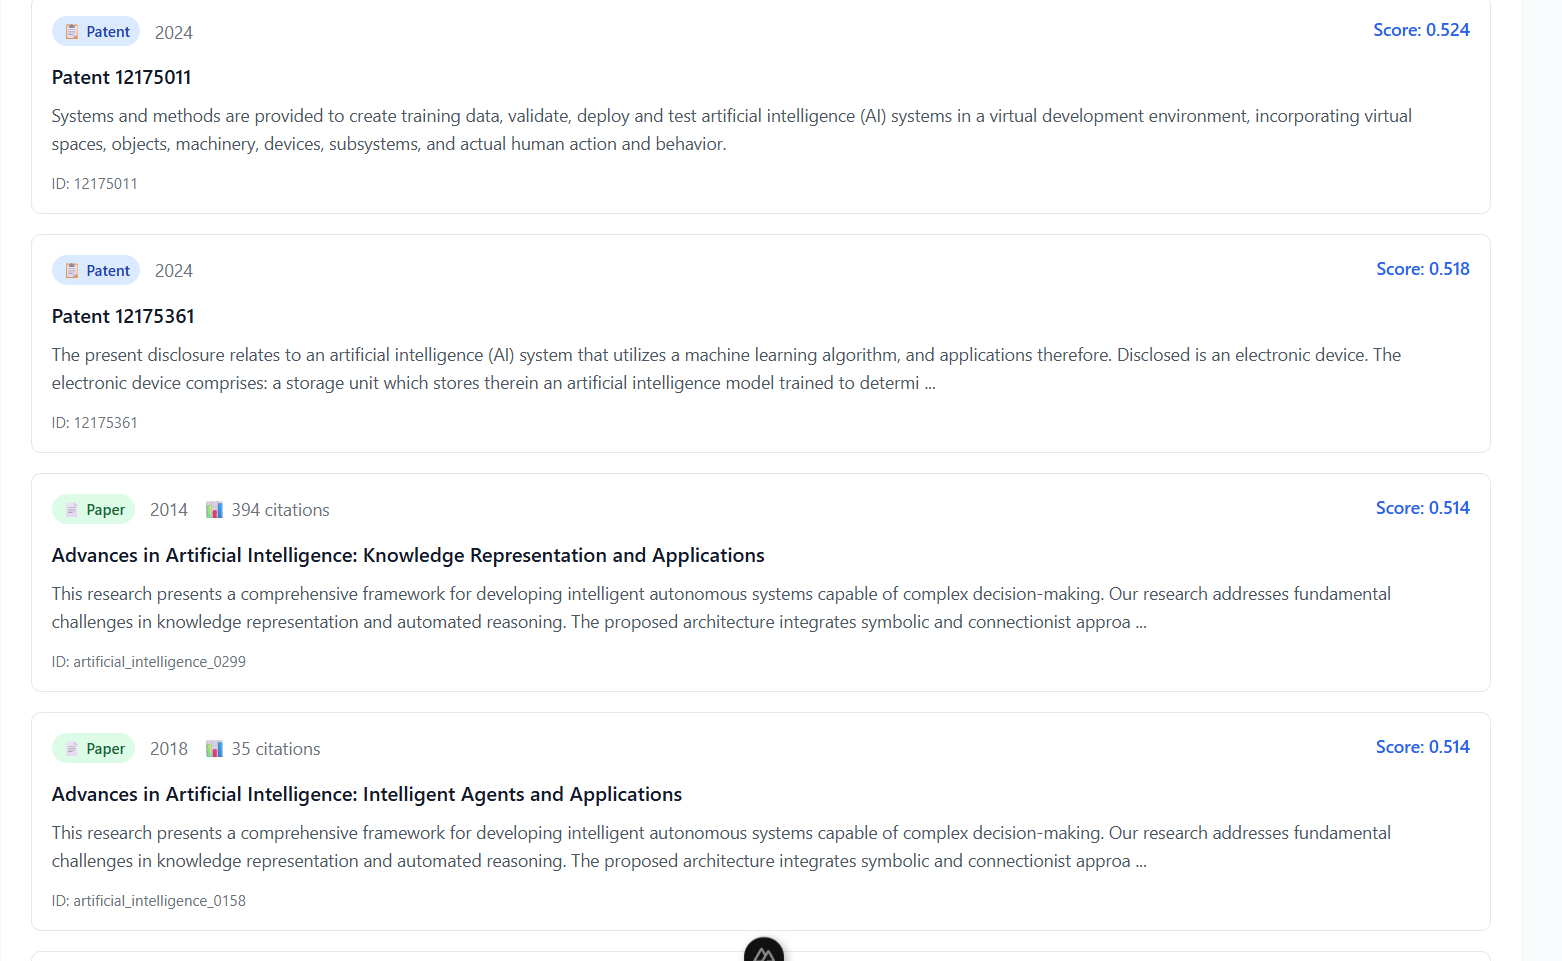 Patent 2024 Score: 0.524
Patent 12175011
Systems and methods are provided to create training data, validate, deploy and test artificial intelligence (AI) systems in a virtual development environment, incorporating virtual
spaces, objects, machinery, devices, subsystems, and actual human action and behavior.
ID: 12175011
Patent 2024 Score: 0.518
Patent 12175361
The present disclosure relates to an artificial intelligence (AI) system that utilizes a machine learning algorithm, and applications therefore. Disclosed is an electronic device. The
electronic device comprises: a storage unit which stores therein an artificial intelligence model trained to determi ...
ID: 12175361
Paper 2014 394 citations Score: 0.514
Advances in Artificial Intelligence: Knowledge Representation and Applications
This research presents a comprehensive framework for developing intelligent autonomous systems capable of complex decision-making. Our research addresses fundamental
challenges in knowledge representation and automated reasoning. The proposed architecture integrates symbolic and connectionist approa ...
ID: artificial_intelligence_0299
Paper 2018 35 citations Score: 0.514
Advances in Artificial Intelligence: Intelligent Agents and Applications
This research presents a comprehensive framework for developing intelligent autonomous systems capable of complex decision-making. Our research addresses fundamental
challenges in knowledge representation and automated reasoning. The proposed architecture integrates symbolic and connectionist approa ...
ID: artificial_intelligence_0158